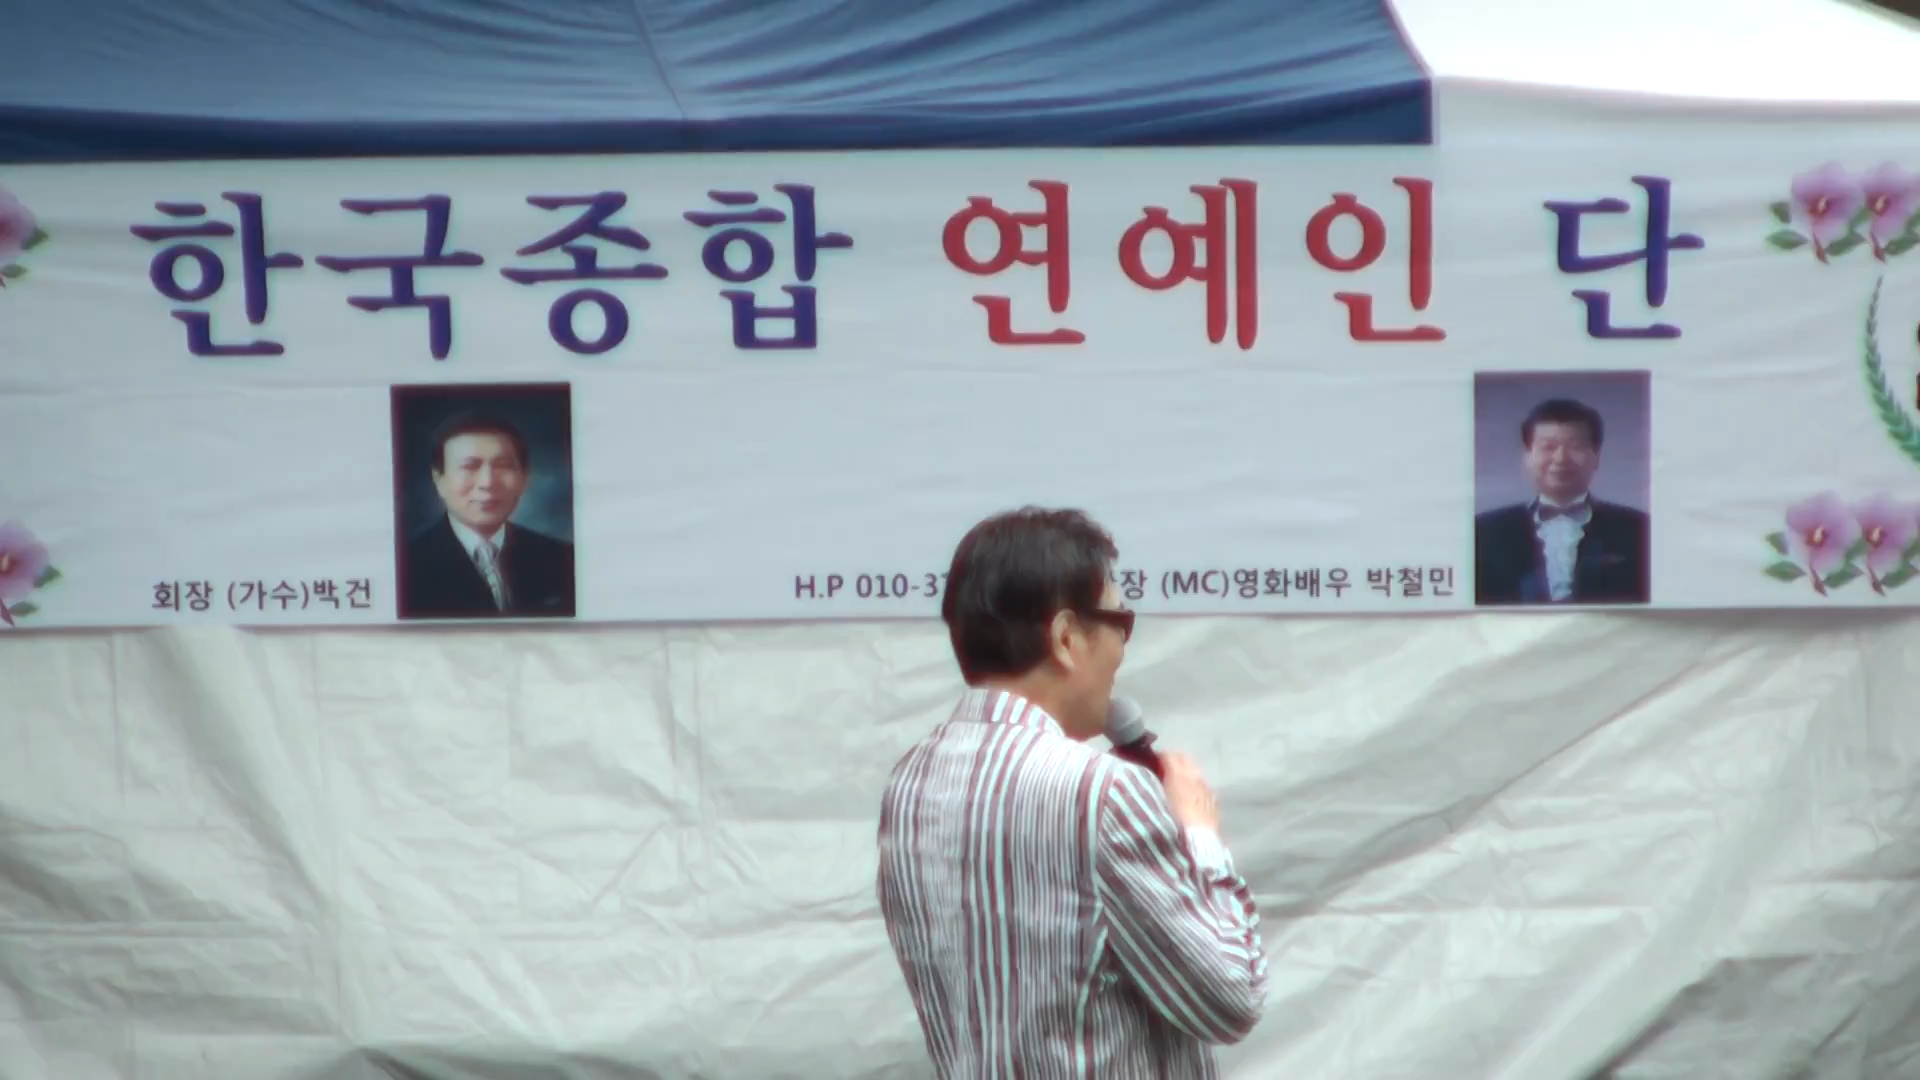 한국종합 연예인 단
회장 (가수)박건
H.P 010-3
장 (MC)영화배우 박철민